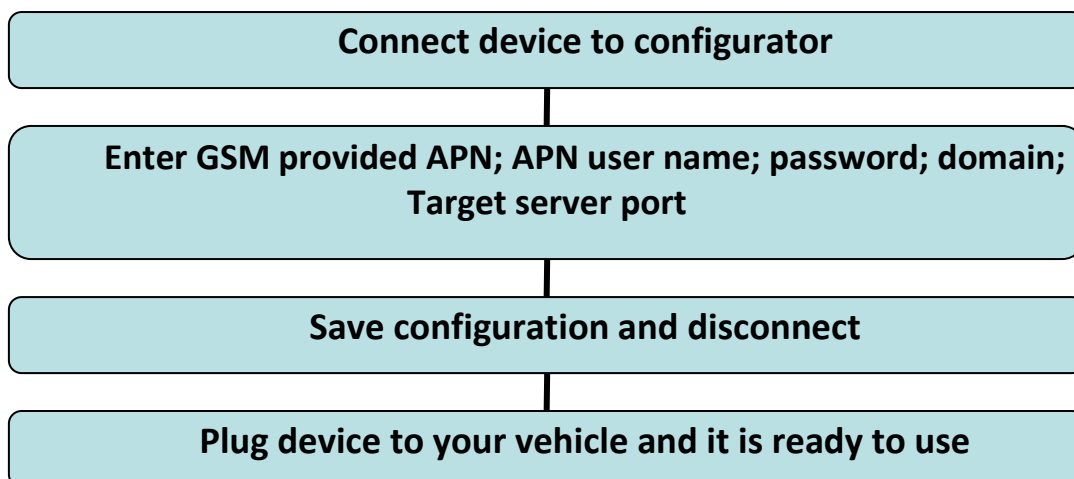 Connect device to configurator
Enter GSM provided APN; APN user name; password; domain;
Target server port
Save configuration and disconnect
Plug device to your vehicle and it is ready to use